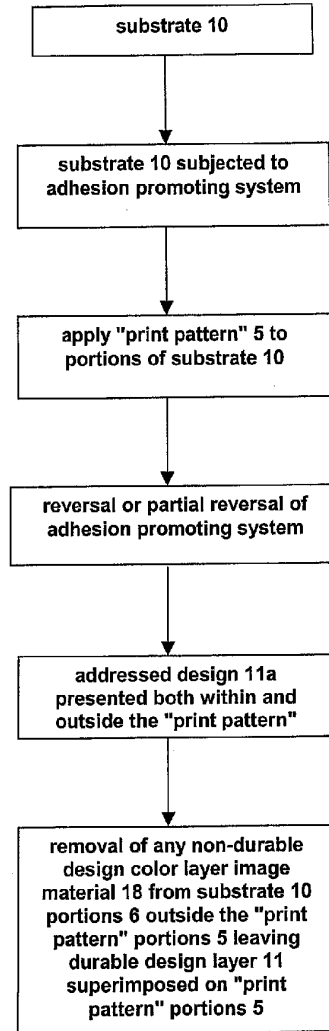 substrate 10
substrate 10 subjected to
adhesion promoting system
apply "print pattern" 5 to
portions of substrate 10
reversal or partial reversal of
adhesion promoting system
addressed design 11a
presented both within and
outside the "print pattern"
removal of any non-durable
design color layer image
material 18 from substrate 10
portions 6 outside the "print
pattern" portions 5 leaving
durable design layer 11
superimposed on "print
pattern" portions 5